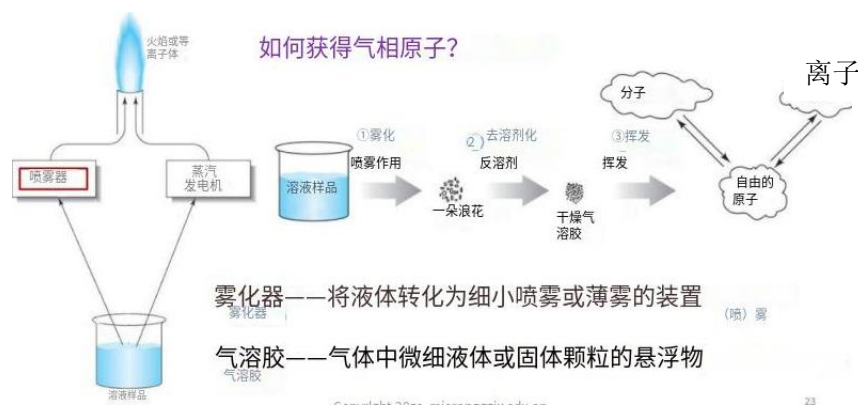 火焰或等
离子体
如何获得气相原子？
离子
分子
①雾化
②去溶剂化
③挥发
喷雾器
蒸汽
发电机
溶液样品
喷雾作用
反溶剂
挥发
一朵浪花
干燥气
溶胶
自由的
原子
雾化器——将液体转化为细小喷雾或薄雾的装置
雾化器
（喷）雾
气溶胶——气体中微细液体或固体颗粒的悬浮物
气溶胶
溶液样品
23